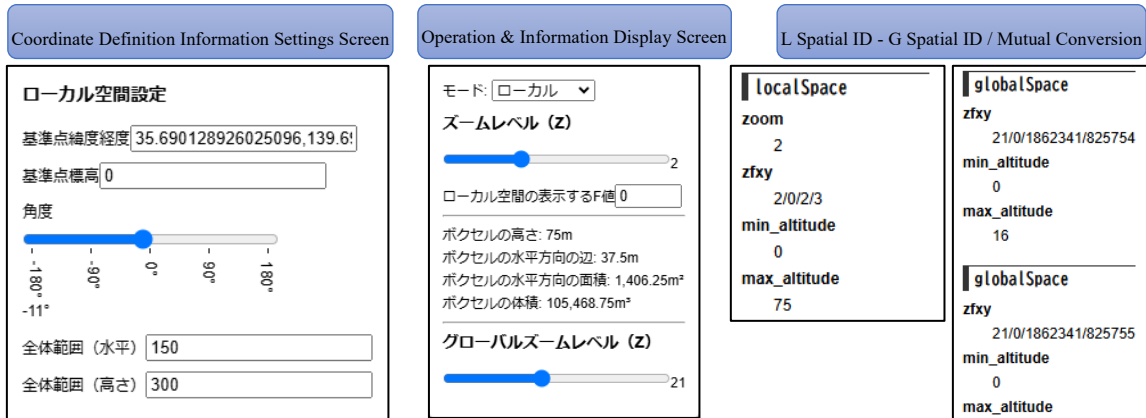 Coordinate Definition Information Settings Screen
ローカル空間設定
基準点緯度経度 35.690128926025096,139.69
基準点標高 0
角度
-180°
-90°
0°
90°
180°
-11°
全体範囲（水平） 150
全体範囲（高さ） 300
Operation & Information Display Screen
モード: ローカル
ズームレベル（Z）
2
ローカル空間の表示するF値 0
ボクセルの高さ: 75m
ボクセルの水平方向の辺: 37.5m
ボクセルの水平方向の面積: 1,406.25m²
ボクセルの体積: 105,468.75m³
グローバルズームレベル（Z）
21
L Spatial ID - G Spatial ID / Mutual Conversion
localSpace
zoom
2
zfxy
2/0/2/3
min_altitude
0
max_altitude
75
globalSpace
zfxy
21/0/1862341/825754
min_altitude
0
max_altitude
16
globalSpace
zfxy
21/0/1862341/825755
min_altitude
0
max_altitude